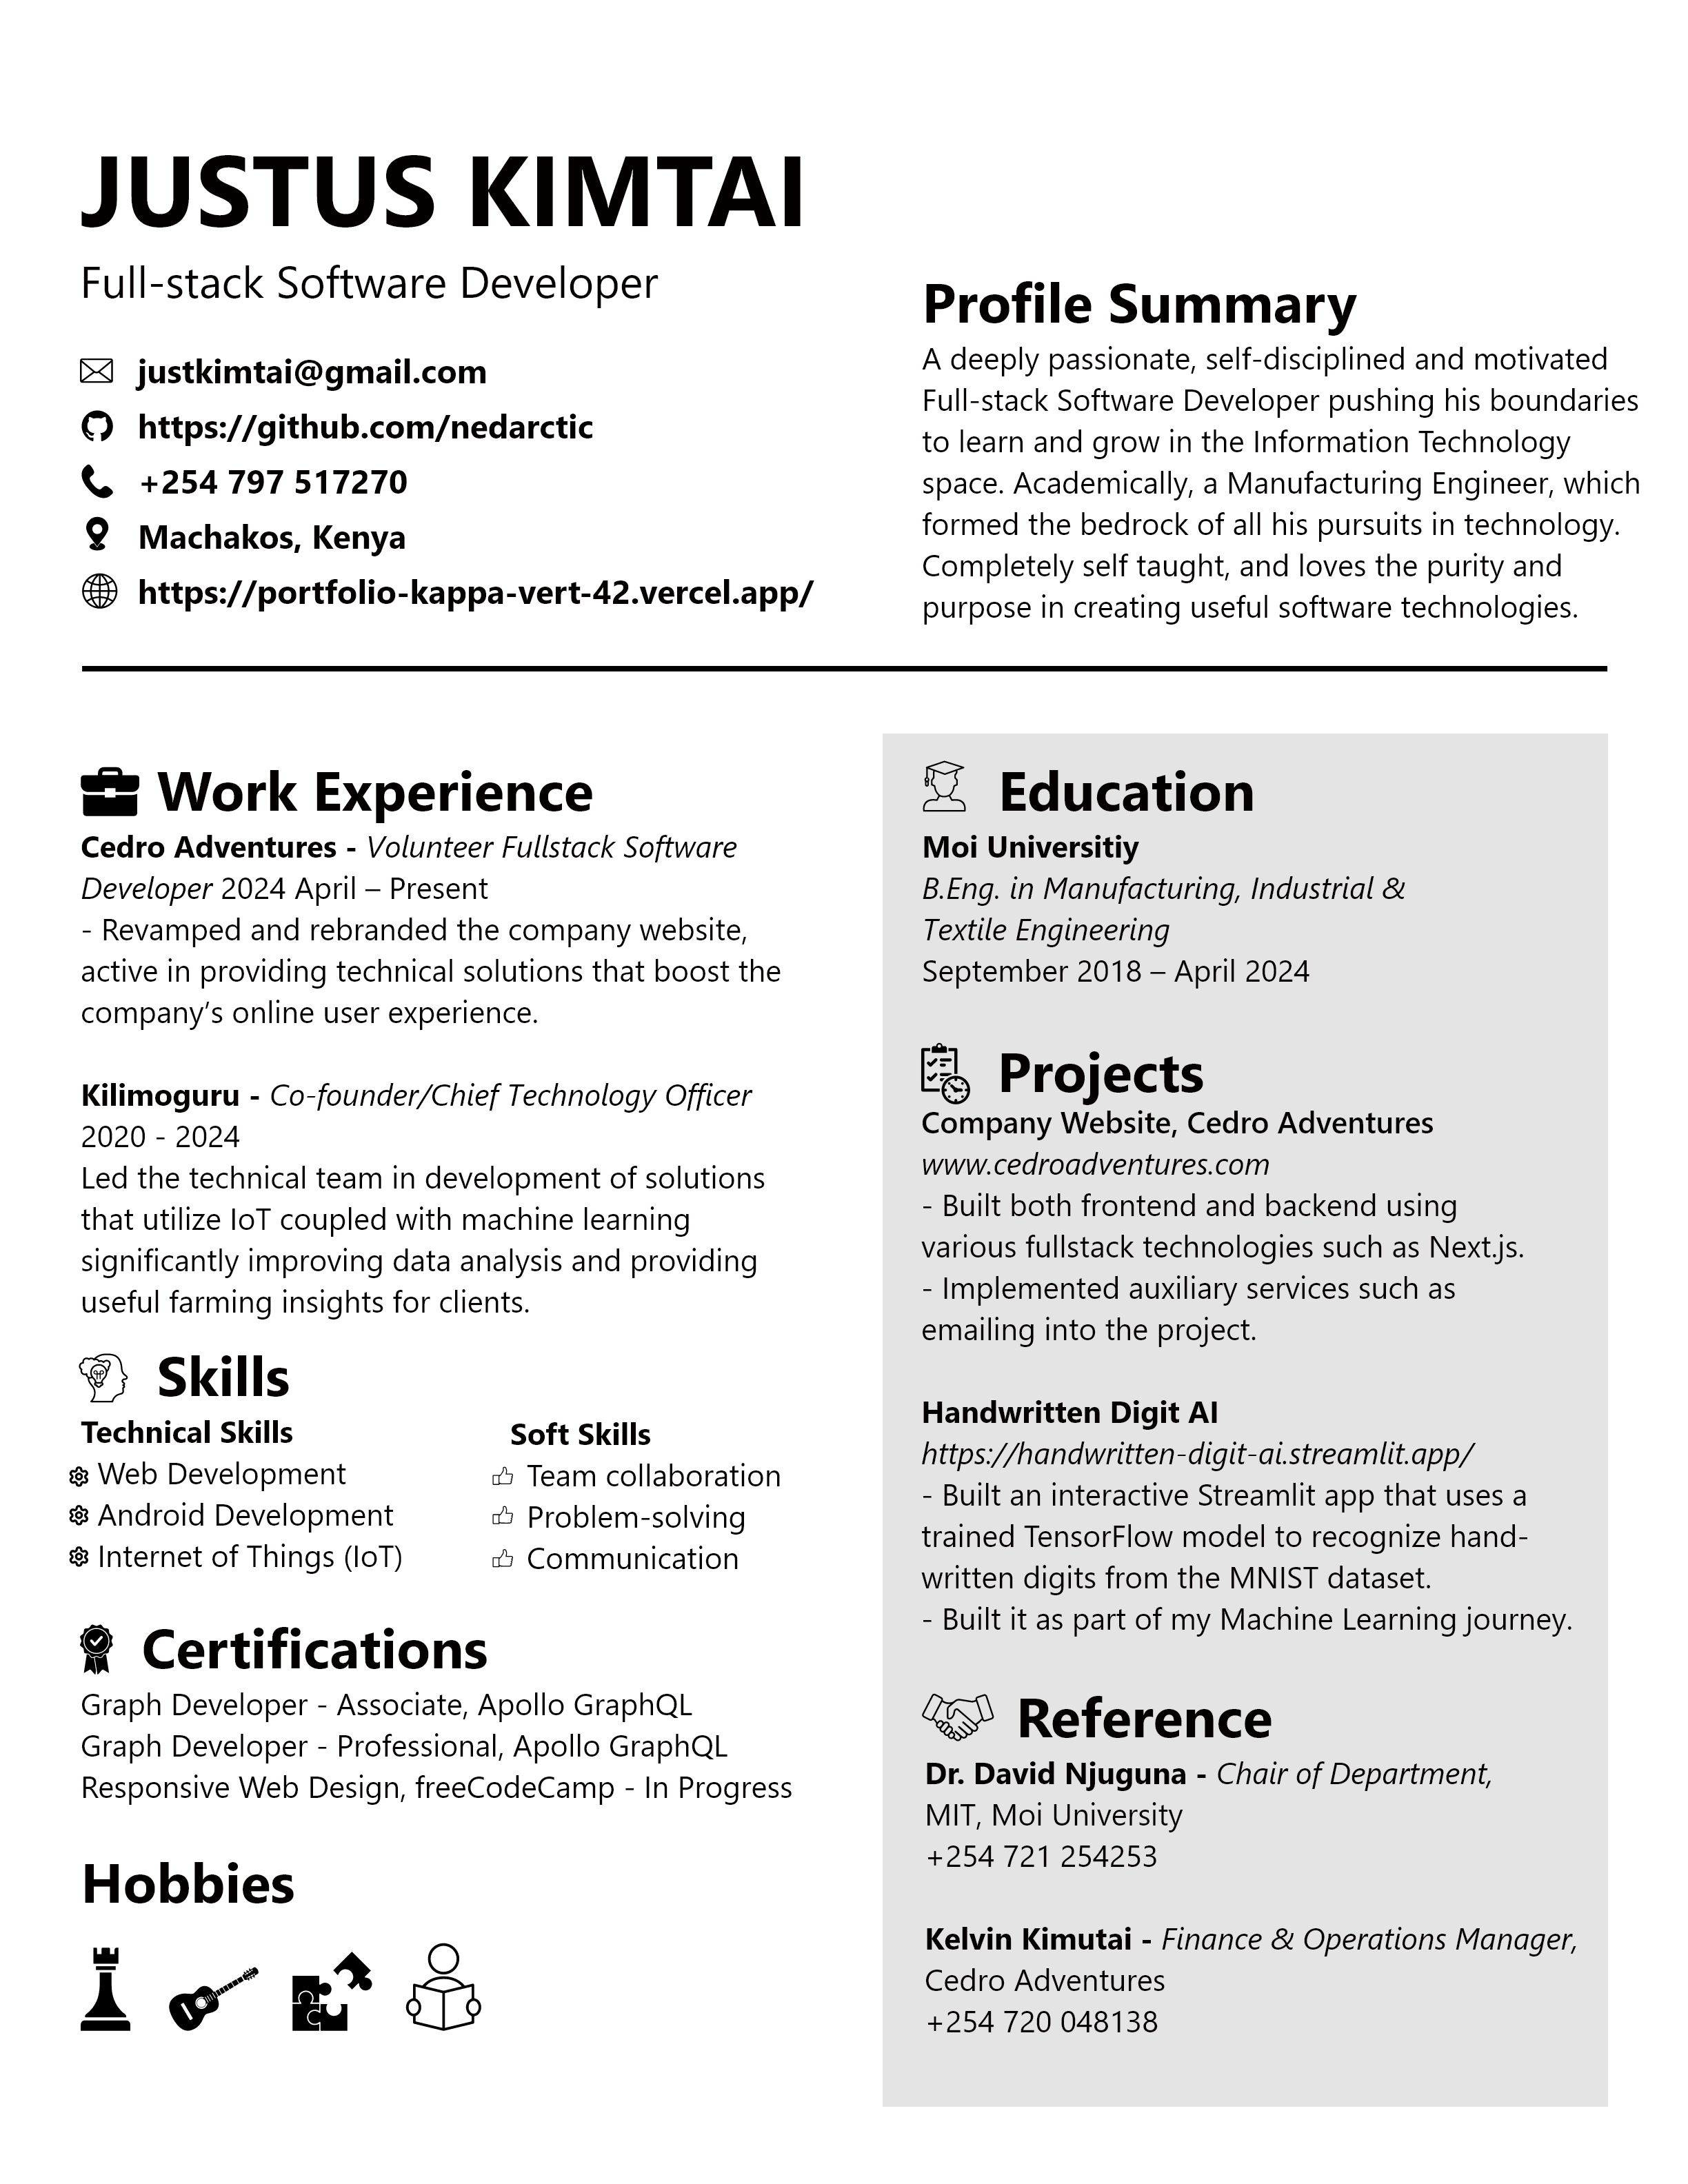 JUSTUS KIMTAI
Full-stack Software Developer
justkimtai@gmail.com
https://github.com/nedarctic
+254 797 517270
Machakos, Kenya
https://portfolio-kappa-vert-42.vercel.app/
Profile Summary
A deeply passionate, self-disciplined and motivated
Full-stack Software Developer pushing his boundaries
to learn and grow in the Information Technology
space. Academically, a Manufacturing Engineer, which
formed the bedrock of all his pursuits in technology.
Completely self taught, and loves the purity and
purpose in creating useful software technologies.
Work Experience
Cedro Adventures - Volunteer Fullstack Software
Developer 2024 April – Present
- Revamped and rebranded the company website,
active in providing technical solutions that boost the
company’s online user experience.
Kilimoguru - Co-founder/Chief Technology Officer
2020 - 2024
Led the technical team in development of solutions
that utilize IoT coupled with machine learning
significantly improving data analysis and providing
useful farming insights for clients.
Skills
Technical Skills
Web Development
Android Development
Internet of Things (IoT)
Soft Skills
Team collaboration
Problem-solving
Communication
Certifications
Graph Developer - Associate, Apollo GraphQL
Graph Developer - Professional, Apollo GraphQL
Responsive Web Design, freeCodeCamp - In Progress
Hobbies
Education
Moi Universitiy
B.Eng. in Manufacturing, Industrial &
Textile Engineering
September 2018 – April 2024
Projects
Company Website, Cedro Adventures
www.cedroadventures.com
- Built both frontend and backend using
various fullstack technologies such as Next.js.
- Implemented auxiliary services such as
emailing into the project.
Handwritten Digit AI
https://handwritten-digit-ai.streamlit.app/
- Built an interactive Streamlit app that uses a
trained TensorFlow model to recognize hand-
written digits from the MNIST dataset.
- Built it as part of my Machine Learning journey.
Reference
Dr. David Njuguna - Chair of Department,
MIT, Moi University
+254 721 254253
Kelvin Kimutai - Finance & Operations Manager,
Cedro Adventures
+254 720 048138